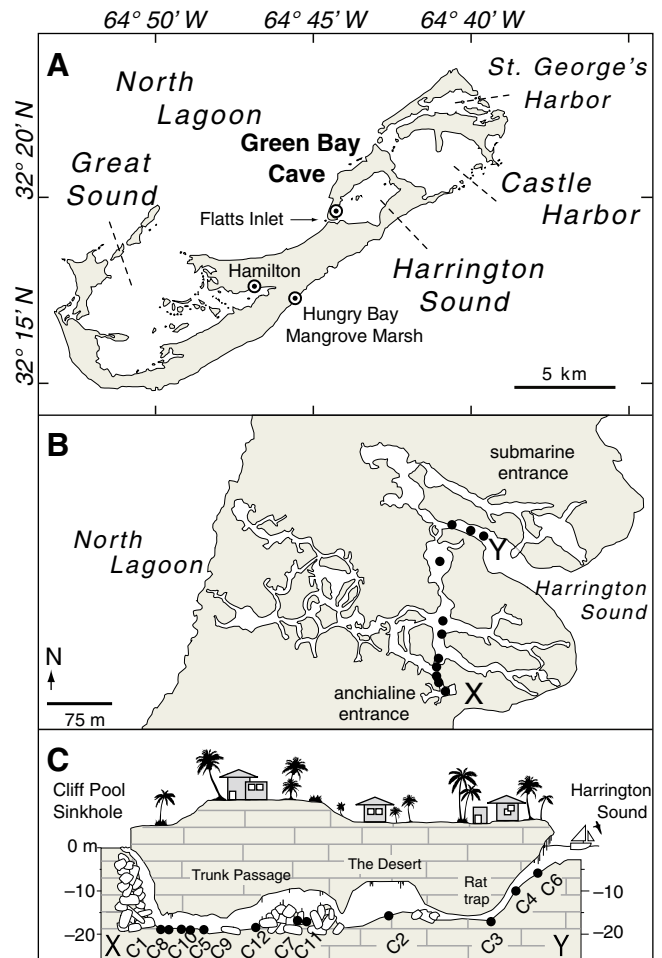 64° 50' W
64° 45' W
64° 40' W
A
North
Lagoon
St. George's
Harbor
32° 20' N
Green Bay
Cave
Great
Sound
Castle
Harbor
Flatts Inlet
Hamilton
Harrington
Sound
Hungry Bay
Mangrove Marsh
32° 15' N
5 km
B
submarine
entrance
North
Lagoon
Y
Harrington
Sound
N
75 m
anchialine
entrance
X
C
Cliff Pool
Sinkhole
Harrington
Sound
0 m
0
Trunk Passage
The Desert
Rat
trap
–10
–10
–20
–20
X
C1
C8
C10
C5
C9
C12
C7
C11
C2
C3
C4
C6
Y